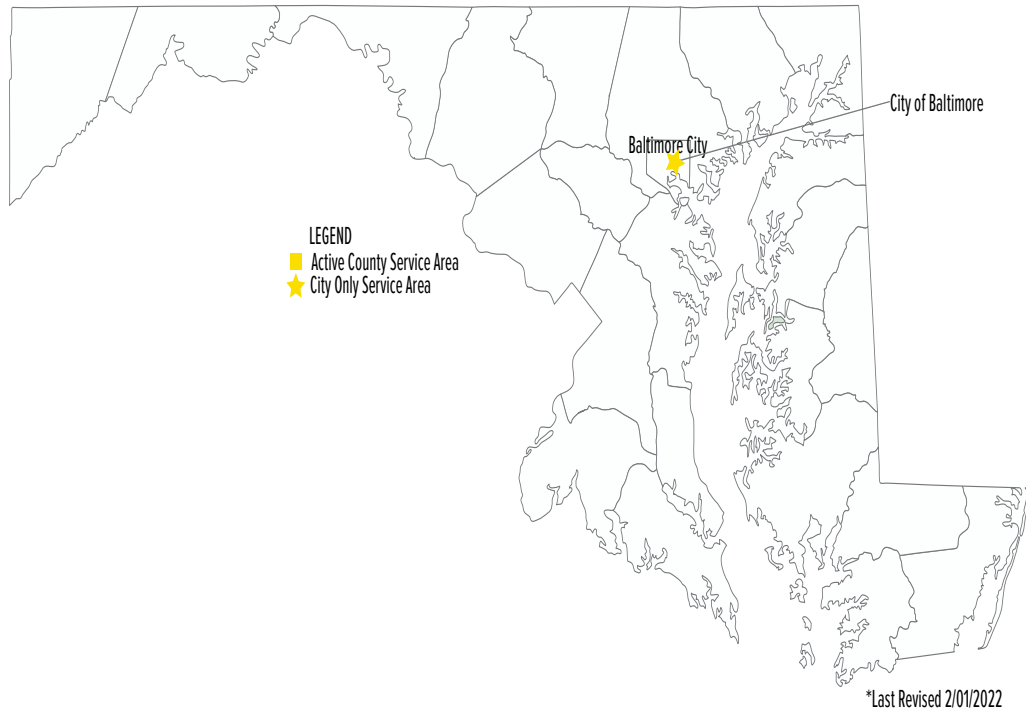 City of Baltimore
Baltimore City
LEGEND
Active County Service Area
City Only Service Area
*Last Revised 2/01/2022